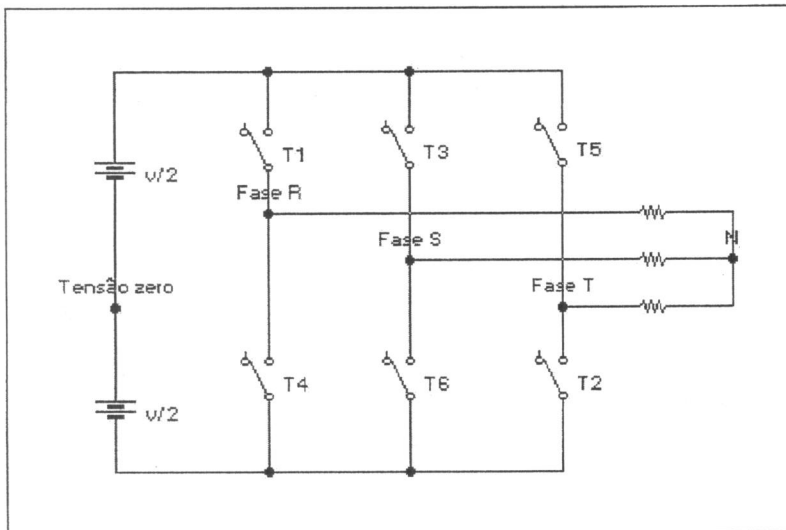 T1
T3
T5
v/2
Fase R
Fase S
N
Tensão zero
Fase T
T4
T6
T2
v/2